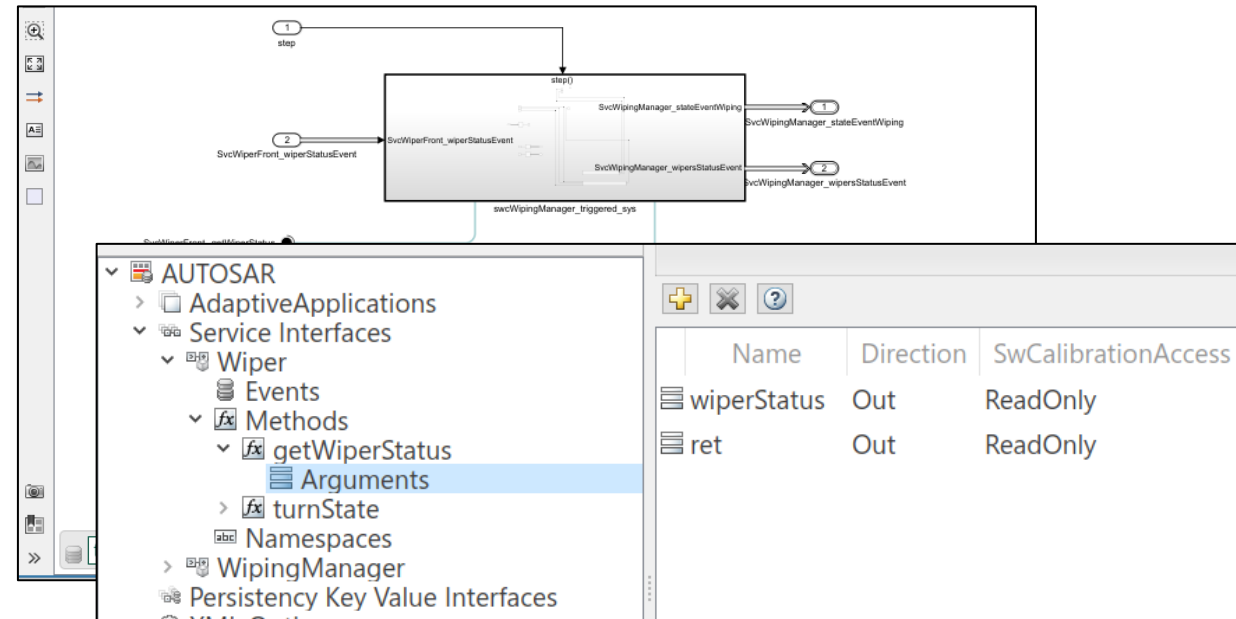 1
step
step()
SvcWipingManager_stateEventWiping
1
SvcWipingManager_stateEventWiping
2
SvcWiperFront_wiperStatusEvent
SvcWiperFront_wiperStatusEvent
SvcWipingManager_wipersStatusEvent
2
SvcWipingManager_wipersStatusEvent
swcWipingManager_triggered_sys
SvcWiperFront_getWiperStatus
AUTOSAR
AdaptiveApplications
Service Interfaces
Wiper
Events
Methods
getWiperStatus
Arguments
turnState
Namespaces
WipingManager
Persistency Key Value Interfaces
Name Direction SwCalibrationAccess
wiperStatus Out ReadOnly
ret Out ReadOnly